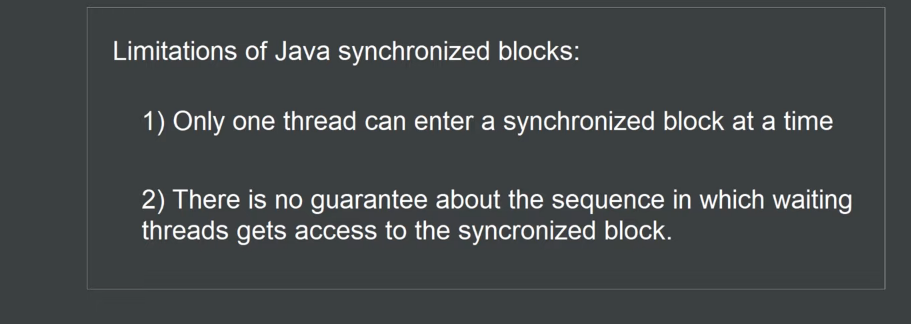 Limitations of Java synchronized blocks:
1) Only one thread can enter a synchronized block at a time
2) There is no guarantee about the sequence in which waiting
threads gets access to the syncronized block.